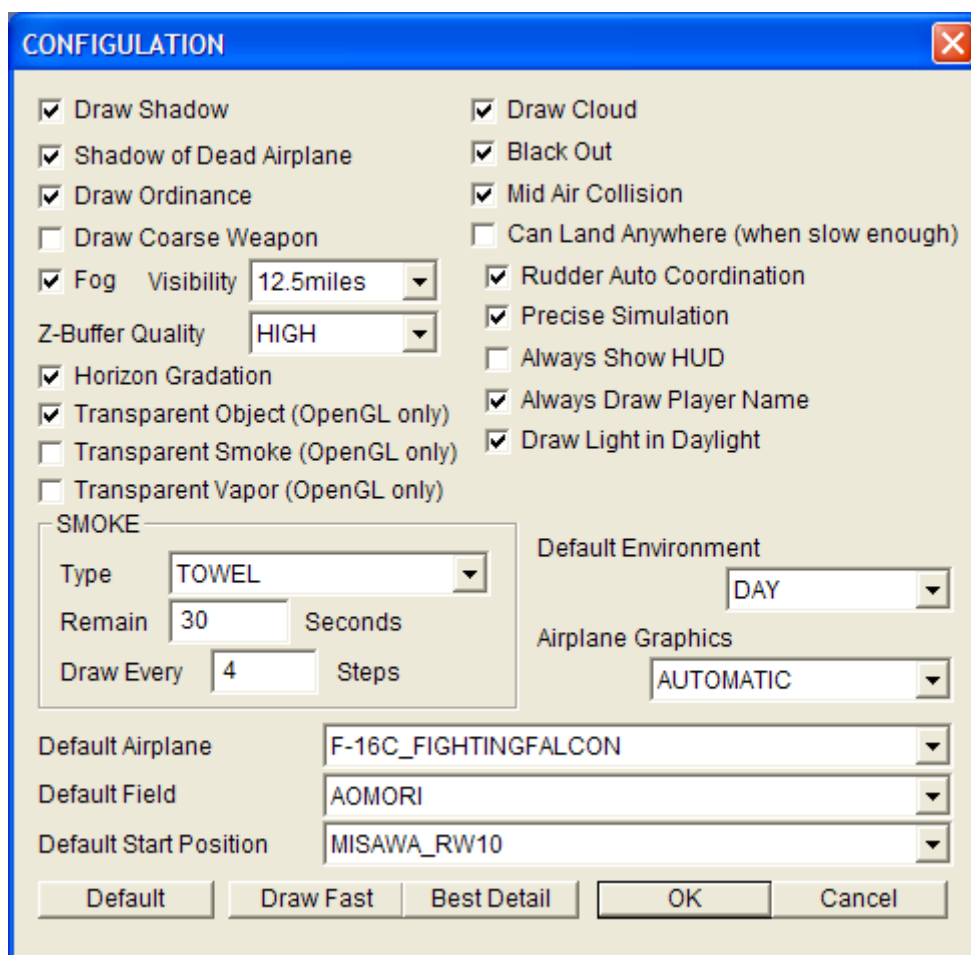 CONFIGULATION
Draw Shadow
Shadow of Dead Airplane
Draw Ordinance
Draw Coarse Weapon
Fog Visibility 12.5miles
Z-Buffer Quality HIGH
Horizon Gradation
Transparent Object (OpenGL only)
Transparent Smoke (OpenGL only)
Transparent Vapor (OpenGL only)
Draw Cloud
Black Out
Mid Air Collision
Can Land Anywhere (when slow enough)
Rudder Auto Coordination
Precise Simulation
Always Show HUD
Always Draw Player Name
Draw Light in Daylight
SMOKE
Type TOWEL
Remain 30 Seconds
Draw Every 4 Steps
Default Environment
DAY
Airplane Graphics
AUTOMATIC
Default Airplane F-16C_FIGHTINGFALCON
Default Field AOMORI
Default Start Position MISAWA_RW10
Default Draw Fast Best Detail OK Cancel